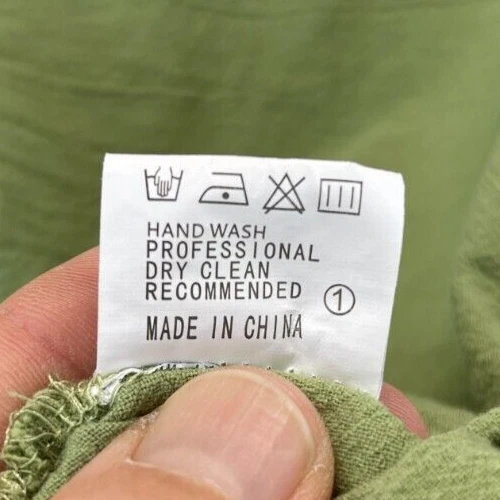 HAND WASH
PROFESSIONAL
DRY CLEAN
RECOMMENDED ①
MADE IN CHINA